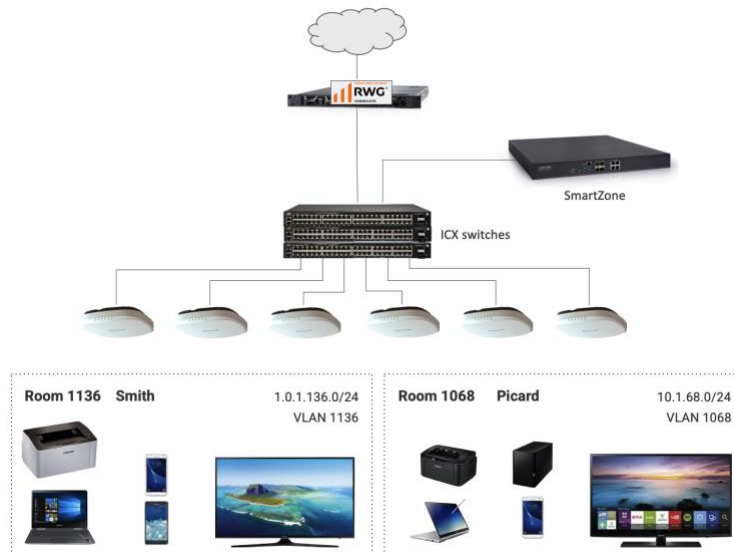 RWG
SmartZone
ICX switches
Room 1136 Smith
1.0.1.136.0/24
VLAN 1136
Room 1068 Picard
10.1.68.0/24
VLAN 1068